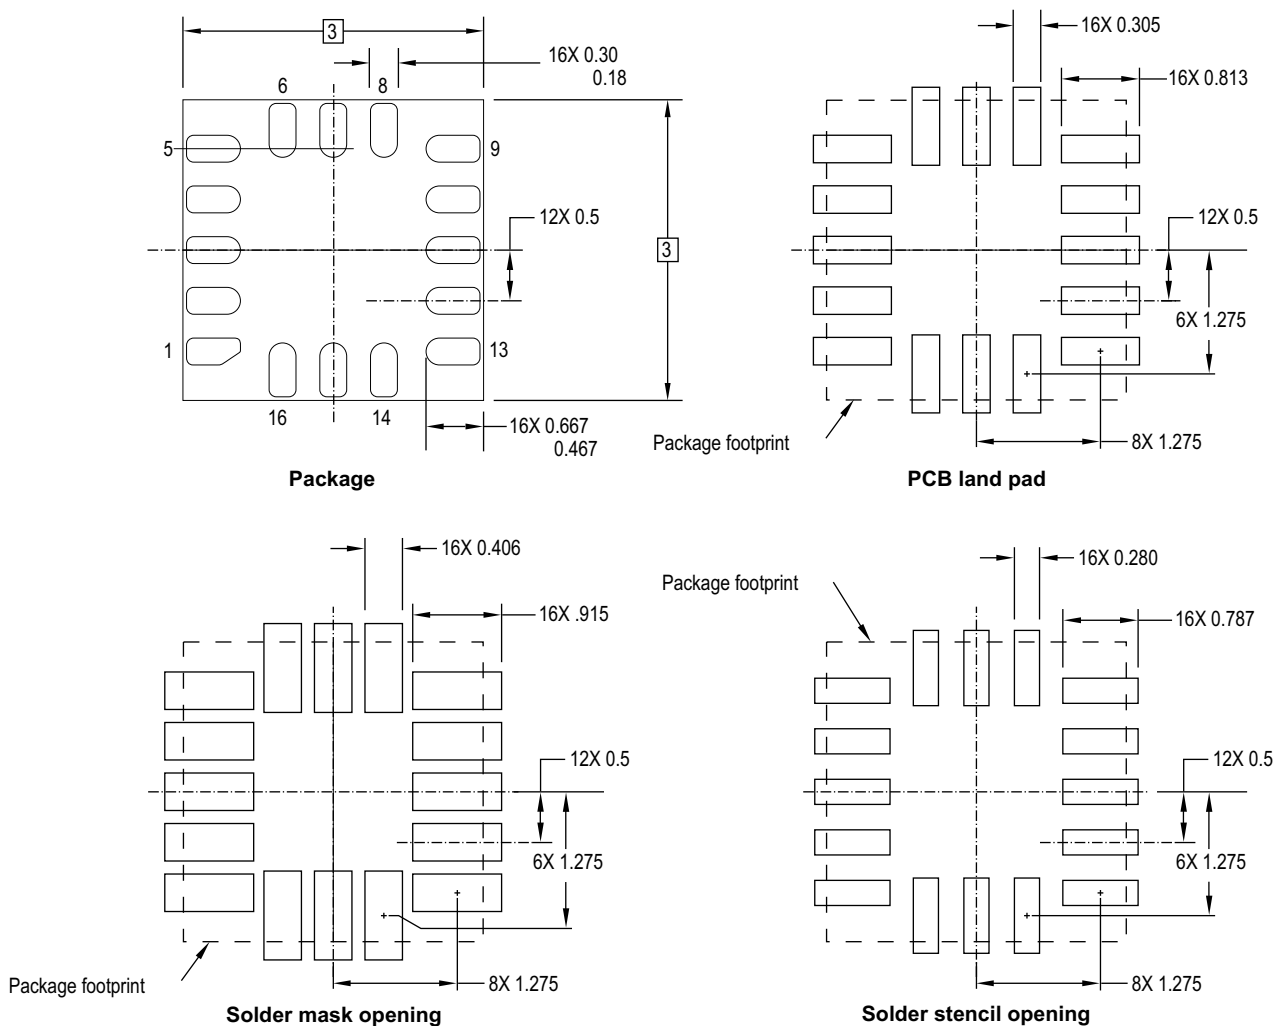 3
16X 0.30
0.18
6
8
5
9
12X 0.5
3
1
13
16
14
16X 0.667
0.467
Package
16X 0.305
16X 0.813
12X 0.5
6X 1.275
Package footprint
8X 1.275
PCB land pad
16X 0.406
16X .915
12X 0.5
6X 1.275
Package footprint
8X 1.275
Solder mask opening
16X 0.280
Package footprint
16X 0.787
12X 0.5
6X 1.275
8X 1.275
Solder stencil opening